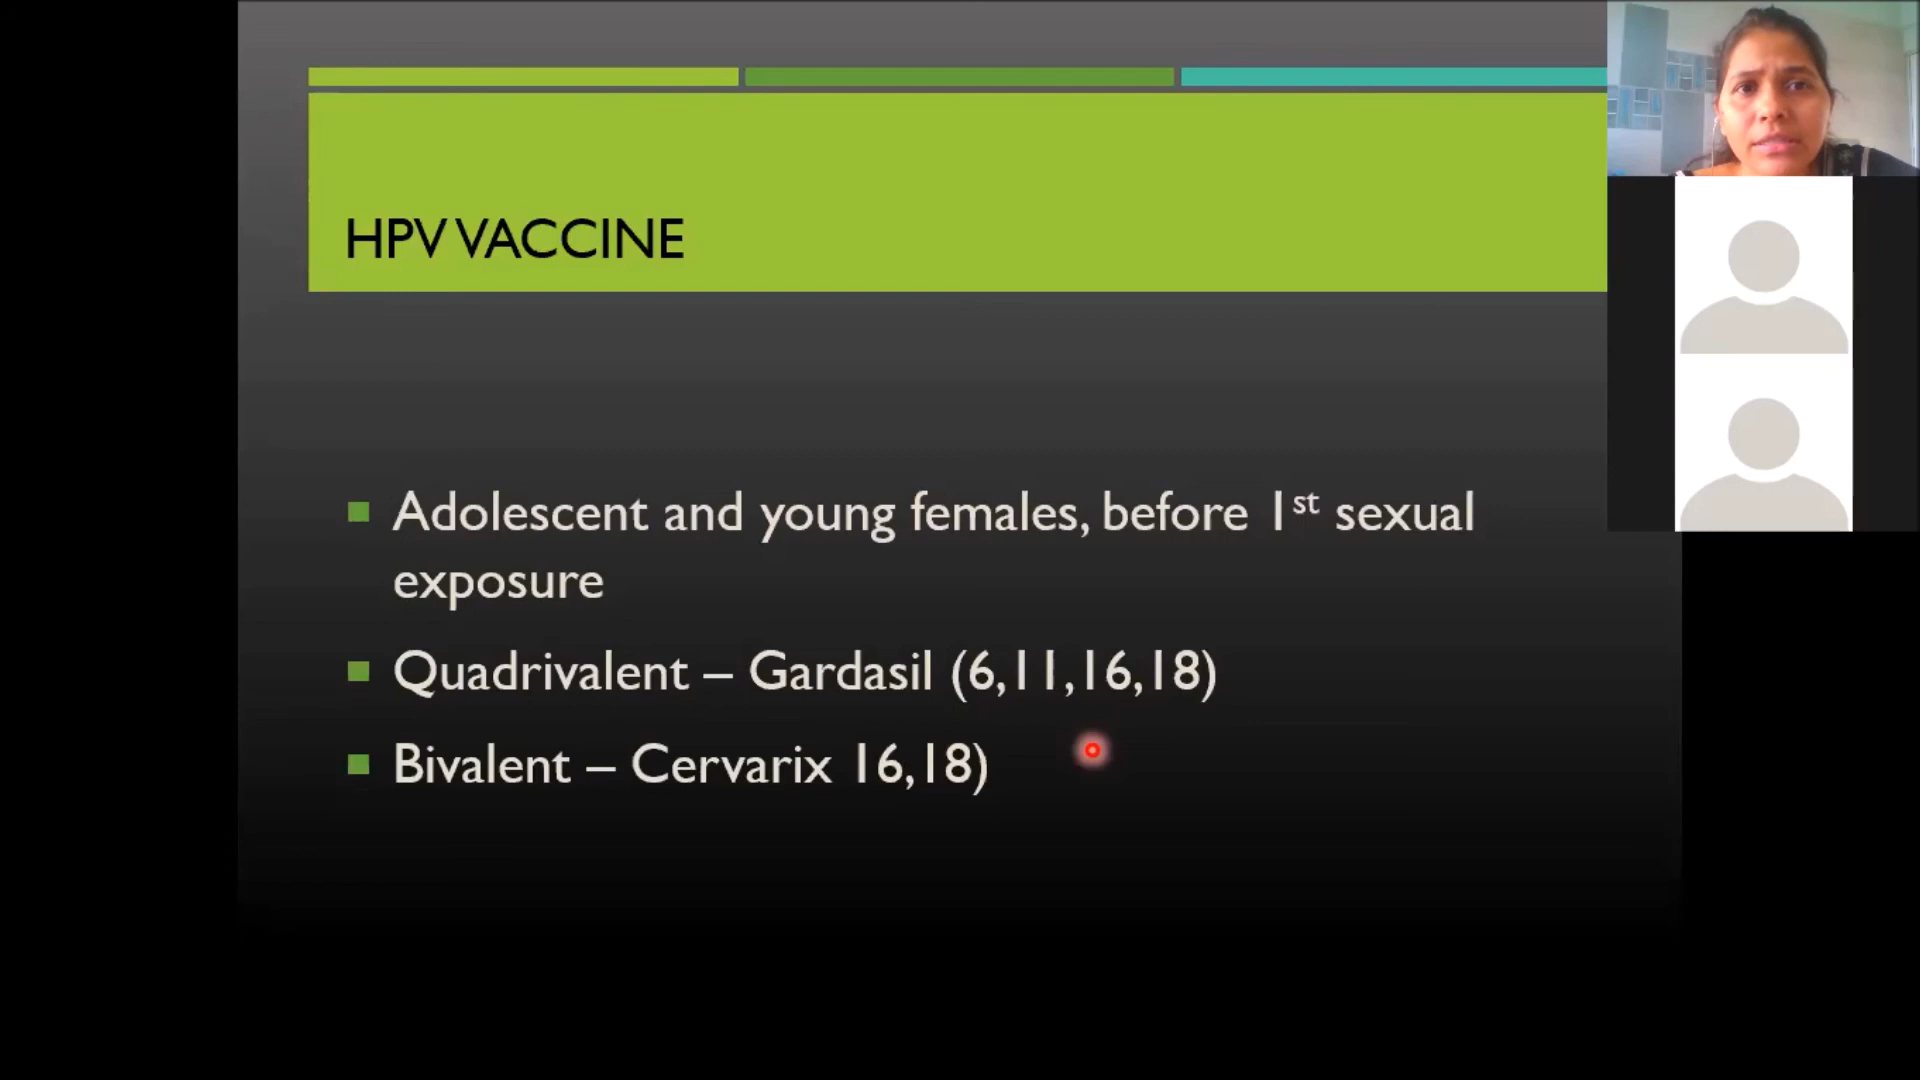 HPV VACCINE
Adolescent and young females, before 1st sexual
exposure
Quadrivalent – Gardasil (6,11,16,18)
Bivalent – Cervarix 16,18)